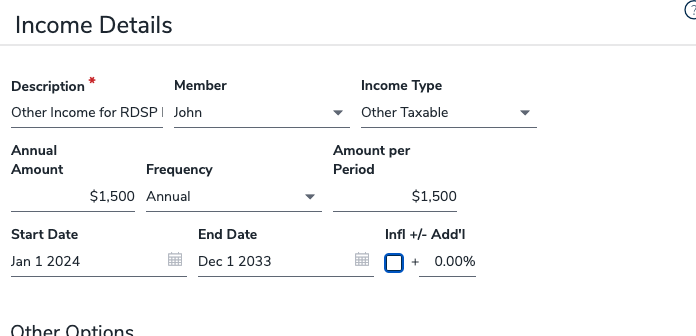 Income Details
?
Description *
Member
Income Type
Other Income for RDSP
John
Other Taxable
Annual Amount
Frequency
Amount per Period
$1,500
Annual
$1,500
Start Date
End Date
Infl +/- Add'l
Jan 1 2024
Dec 1 2033
+ 0.00%
Other Options